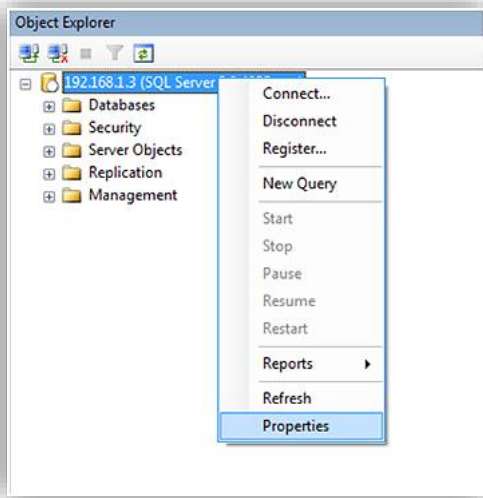 Object Explorer
192.168.1.3 (SQL Server
Databases
Security
Server Objects
Replication
Management
Connect...
Disconnect
Register...
New Query
Start
Stop
Pause
Resume
Restart
Reports
Refresh
Properties